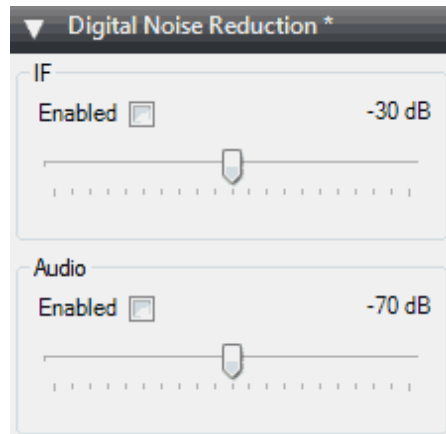 Digital Noise Reduction *
IF
Enabled -30 dB
Audio
Enabled -70 dB